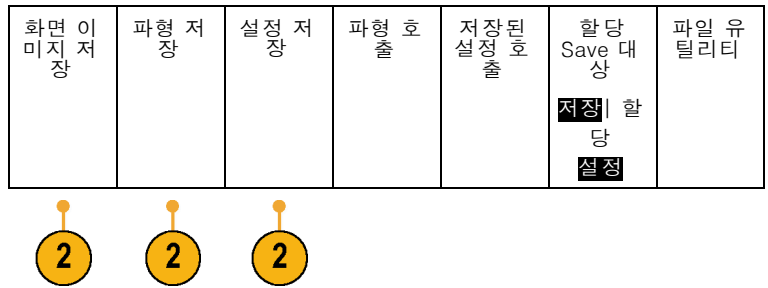 화면 이
미지 저
장
파형 저
장
설정 저
장
파형 호
출
저장된
설정 호
출
할당
Save 대
상
저장| 할
당
설정
파일 유
틸리티
2
2
2